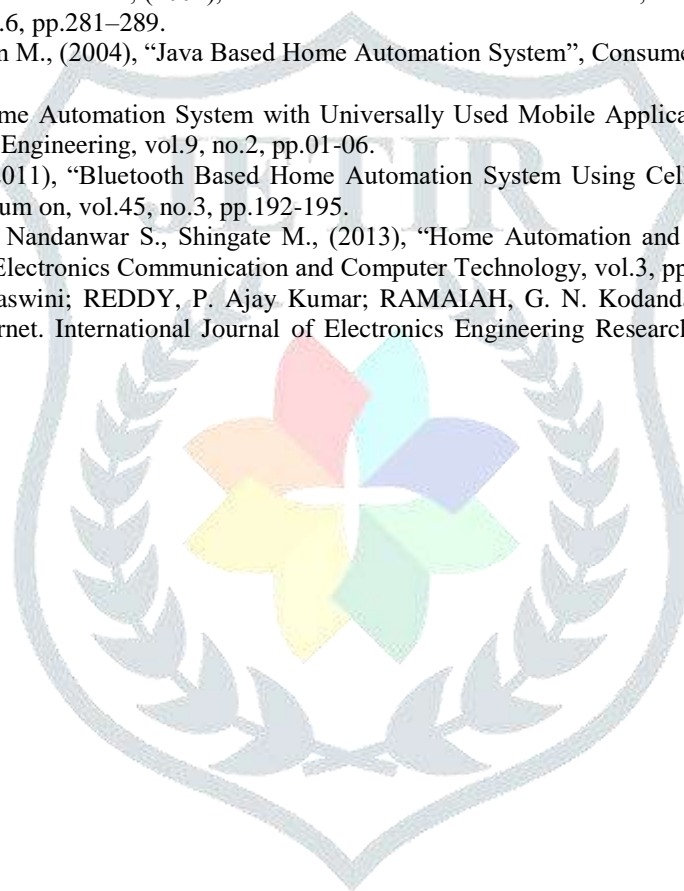 .6, pp.281–289.
n M., (2004), “Java Based Home Automation System”, Consume
me Automation System with Universally Used Mobile Applica
Engineering, vol.9, no.2, pp.01-06.
2011), “Bluetooth Based Home Automation System Using Cel
um on, vol.45, no.3, pp.192-195.
Nandanwar S., Shingate M., (2013), “Home Automation and
Electronics Communication and Computer Technology, vol.3, pp
aswini; REDDY, P. Ajay Kumar; RAMAIAH, G. N. Kodand
rnet. International Journal of Electronics Engineering Research
JETIR